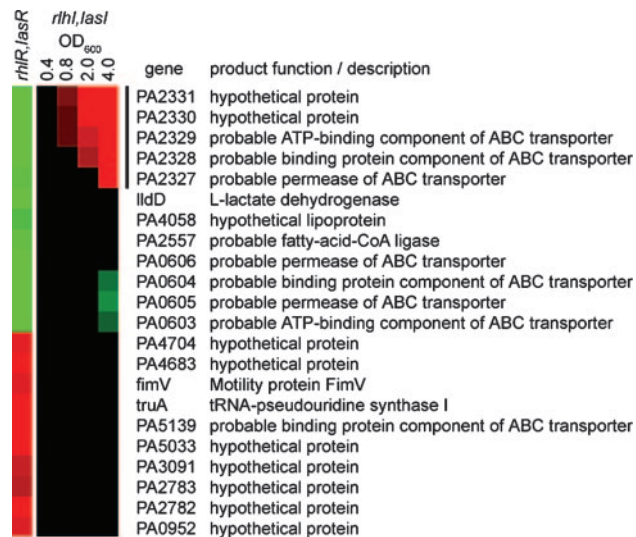 rhlR,lasR
rlhI,lasI
OD600
0.4 0.8 2.0 4.0
gene product function / description
PA2331 hypothetical protein
PA2330 hypothetical protein
PA2329 probable ATP-binding component of ABC transporter
PA2328 probable binding protein component of ABC transporter
PA2327 probable permease of ABC transporter
lldD L-lactate dehydrogenase
PA4058 hypothetical lipoprotein
PA2557 probable fatty-acid-CoA ligase
PA0606 probable permease of ABC transporter
PA0604 probable binding protein component of ABC transporter
PA0605 probable permease of ABC transporter
PA0603 probable ATP-binding component of ABC transporter
PA4704 hypothetical protein
PA4683 hypothetical protein
fimV Motility protein FimV
truA tRNA-pseudouridine synthase I
PA5139 probable binding protein component of ABC transporter
PA5033 hypothetical protein
PA3091 hypothetical protein
PA2783 hypothetical protein
PA2782 hypothetical protein
PA0952 hypothetical protein